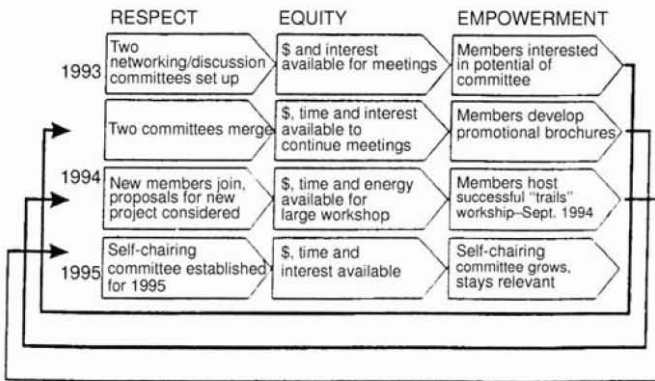 RESPECT EQUITY EMPOWERMENT
1993
Two
networking/discussion
committees set up
$ and interest
available for meetings
Members interested
in potential of
committee
Two committees merge
$, time and interest
available to
continue meetings
Members develop
promotional brochures
1994
New members join,
proposals for new
project considered
$, time and energy
available for
large workshop
Members host
successful "trails"
workship–Sept. 1994
1995
Self-chairing
committee established
for 1995
$, time and
interest available
Self-chairing
committee grows,
stays relevant